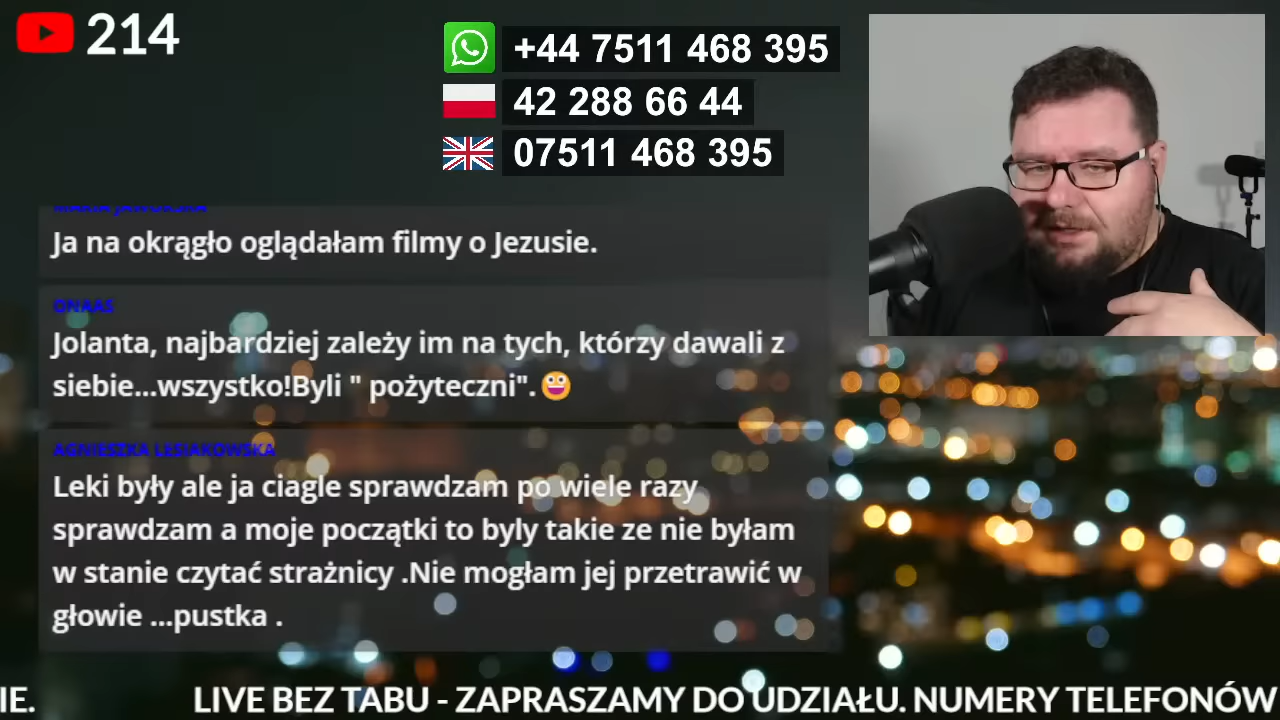 214
+44 7511 468 395
42 288 66 44
07511 468 395
Ja na okrągło oglądałam filmy o Jezusie.
ONAAS
Jolanta, najbardziej zależy im na tych, którzy dawali z
siebie...wszystko!Byli " pożyteczni".
AGNIESZKA LESIAKOWSKA
Leki były ale ja ciagle sprawdzam po wiele razy
sprawdzam a moje początki to byly takie ze nie byłam
w stanie czytać strażnicy .Nie mogłam jej przetrawić w
głowie ...pustka .
IE. LIVE BEZ TABU - ZAPRASZAMY DO UDZIAŁU. NUMERY TELEFONÓW